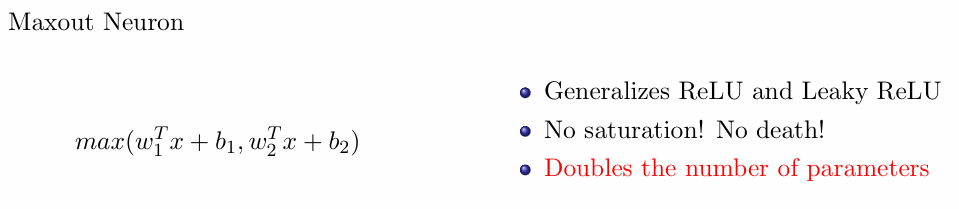 Maxout Neuron
max(w_1^T x + b_1, w_2^T x + b_2)
Generalizes ReLU and Leaky ReLU
No saturation! No death!
Doubles the number of parameters